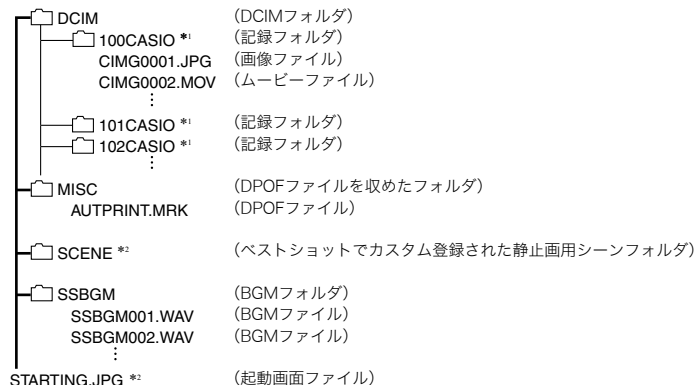 DCIM (DCIMフォルダ)
100CASIO *1 (記録フォルダ)
CIMG0001.JPG (画像ファイル)
CIMG0002.MOV (ムービーファイル)
⋮
101CASIO *1 (記録フォルダ)
102CASIO *1 (記録フォルダ)
⋮
MISC (DPOFファイルを収めたフォルダ)
AUTPRINT.MRK (DPOFファイル)
SCENE *2 (ベストショットでカスタム登録された静止画用シーンフォルダ)
SSBGM (BGMフォルダ)
SSBGM001.WAV (BGMファイル)
SSBGM002.WAV (BGMファイル)
⋮
STARTING.JPG *2 (起動画面ファイル)